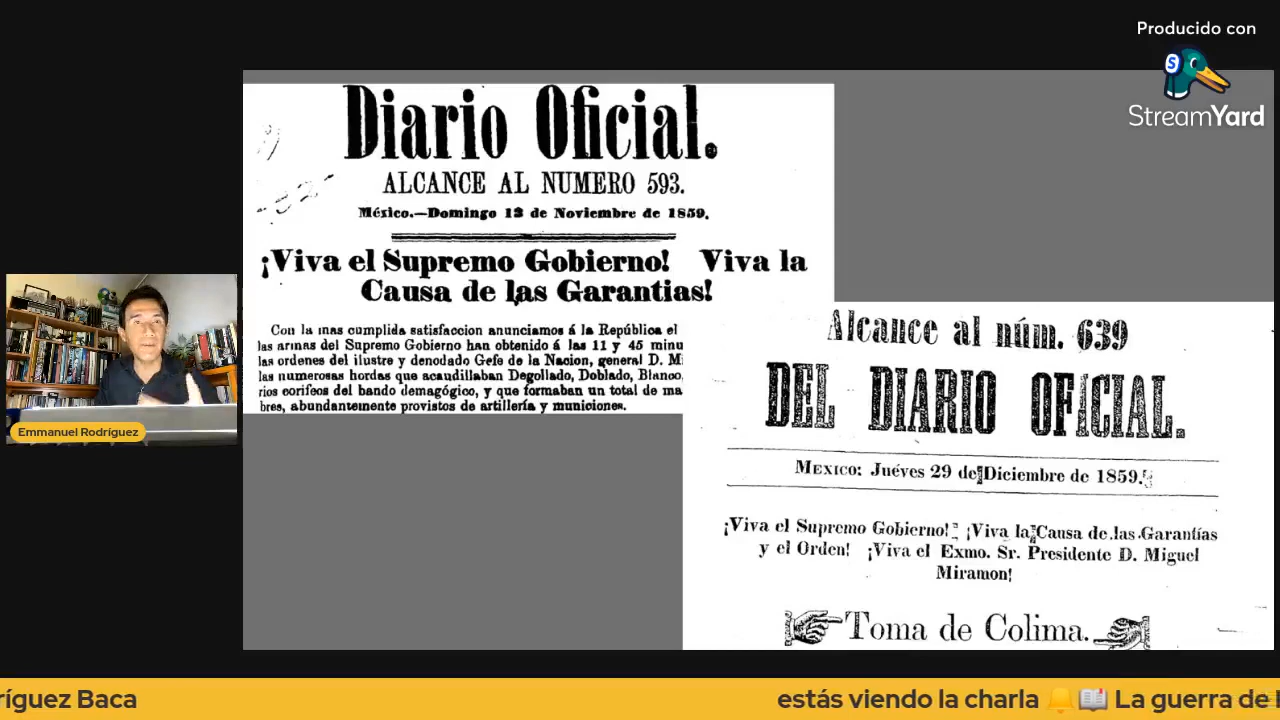 Producido con
StreamYard
Diario Oficial.
ALCANCE AL NUMERO 593.
México.—Domingo 13 de Noviembre de 1859.
¡Viva el Supremo Gobierno! Viva la
Causa de las Garantias!
Con la mas cumplida satisfaccion anunciamos á la República el
las armas del Supremo Gobierno han obtenido á las 11 y 45 minu
las ordenes del ilustre y denodado Gefe de la Nacion, general D. M
las numerosas hordas que acaudillaban Degollado, Doblado, Blanco,
rios corifeos del bando demagógico, y que formaban un total de ma
bres, abundantemente provistos de artillería y municiones.
Alcance al núm. 639
DEL DIARIO OFICIAL.
MEXICO: Juéves 29 de Diciembre de 1859.
¡Viva el Supremo Gobierno! ¡Viva la Causa de las Garantías
y el Orden! ¡Viva el Exmo. Sr. Presidente D. Miguel
Miramon!
Toma de Colima.
Emmanuel Rodríguez
ríguez Baca estás viendo la charla 🔔📖 La guerra de